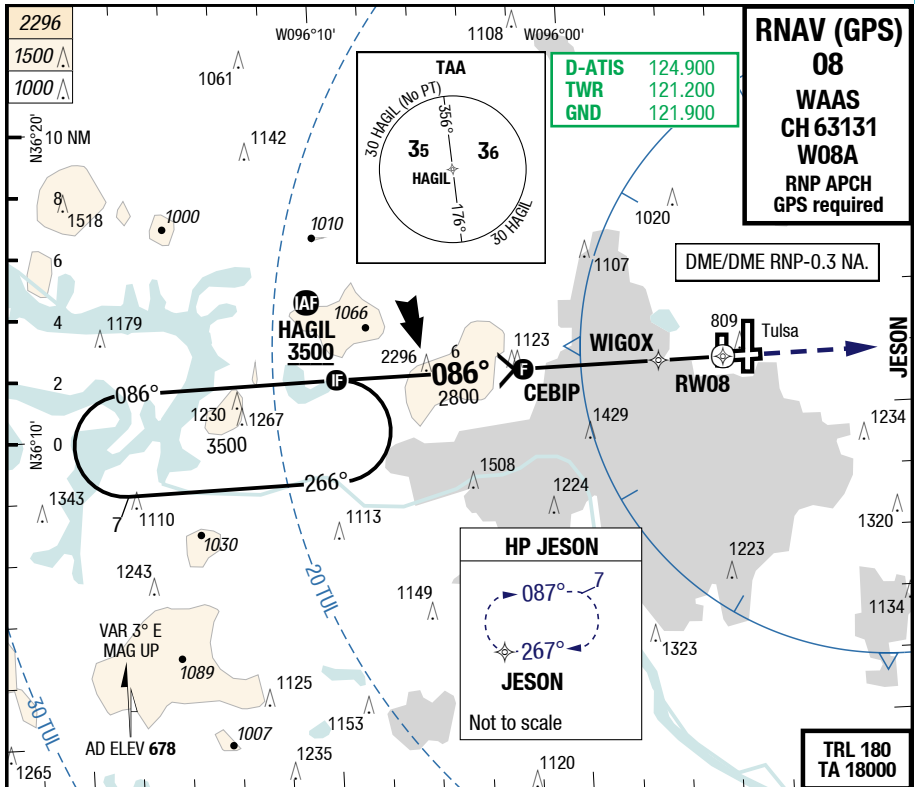 2296
1500
1000
W096°10'
1108
W096°00'
RNAV (GPS)
08
WAAS
CH 63131
W08A
RNP APCH
GPS required
D-ATIS 124.900
TWR 121.200
GND 121.900
TAA
30 HAGIL (No PT)
356°
35
36
HAGIL
176°
30 HAGIL
1061
N36°20'
10 NM
1142
8
1518
1000
1010
1020
6
1107
DME/DME RNP-0.3 NA.
IAF
HAGIL
3500
1066
4
1179
2296
6
086°
2800
1123
WIGOX
809
Tulsa
JESON
IF
F
CEBIP
RW08
2
086°
1230
1267
3500
1429
1234
N36°10'
0
266°
1508
1343
7
1110
1113
1224
1320
1030
HP JESON
1243
20 TUL
1149
087°
7
1223
1134
VAR 3° E
MAG UP
267°
1323
1089
JESON
1125
30 TUL
1153
Not to scale
AD ELEV 678
1007
1265
1235
1120
TRL 180
TA 18000